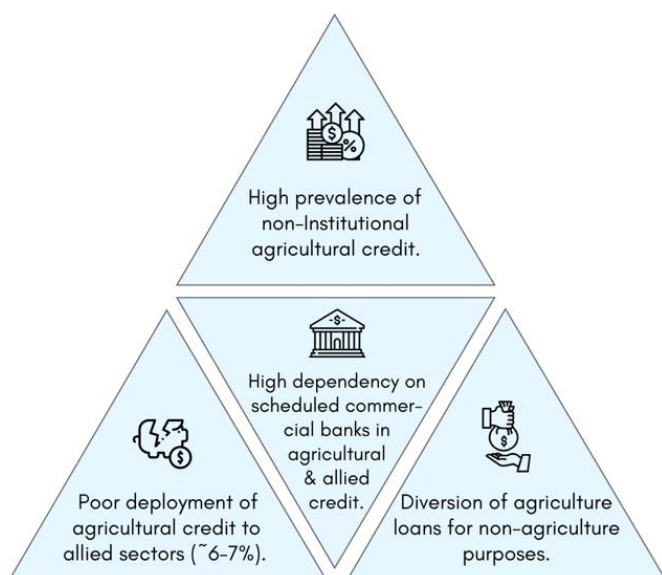 High prevalence of
non-Institutional
agricultural credit.
High dependency on
scheduled commer-
cial banks in
agricultural
& allied
credit.
Poor deployment of
agricultural credit to
allied sectors (~6-7%).
Diversion of agriculture
loans for non-agriculture
purposes.